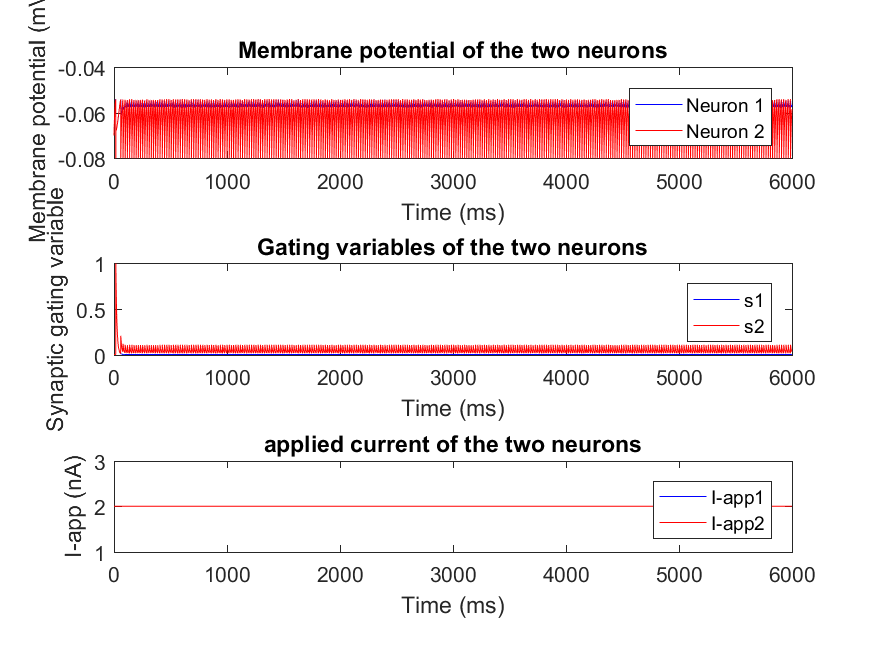 Membrane potential of the two neurons
Membrane potential (mV
-0.04
-0.06
-0.08
Neuron 1
Neuron 2
0 1000 2000 3000 4000 5000 6000
Time (ms)
Gating variables of the two neurons
Synaptic gating variable
1
0.5
0
s1
s2
0 1000 2000 3000 4000 5000 6000
Time (ms)
applied current of the two neurons
I-app (nA)
3
2
1
I-app1
I-app2
0 1000 2000 3000 4000 5000 6000
Time (ms)